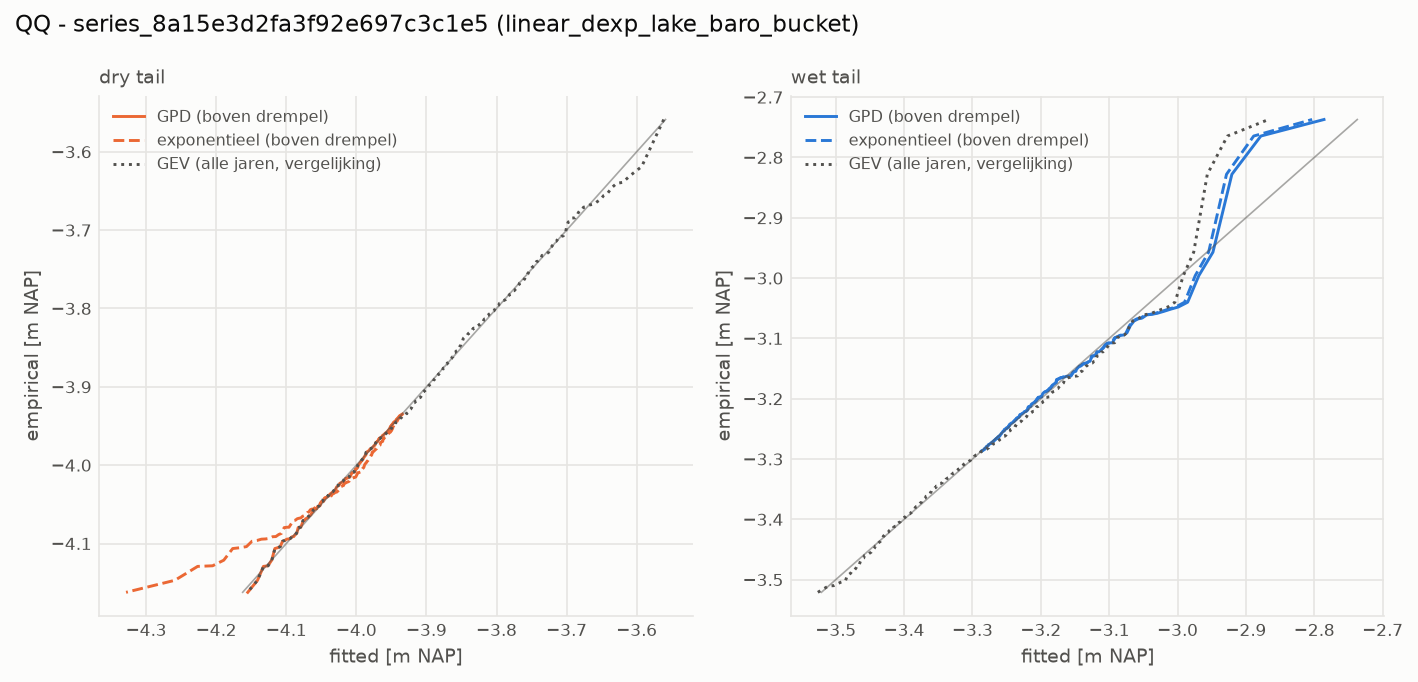 QQ - series_8a15e3d2fa3f92e697c3c1e5 (linear_dexp_lake_baro_bucket)
dry tail
GPD (boven drempel)
exponentieel (boven drempel)
GEV (alle jaren, vergelijking)
−3.6
−3.7
−3.8
−3.9
−4.0
−4.1
empirical [m NAP]
−4.3 −4.2 −4.1 −4.0 −3.9 −3.8 −3.7 −3.6
fitted [m NAP]
wet tail
GPD (boven drempel)
exponentieel (boven drempel)
GEV (alle jaren, vergelijking)
−2.7
−2.8
−2.9
−3.0
−3.1
−3.2
−3.3
−3.4
−3.5
empirical [m NAP]
−3.5 −3.4 −3.3 −3.2 −3.1 −3.0 −2.9 −2.8 −2.7
fitted [m NAP]